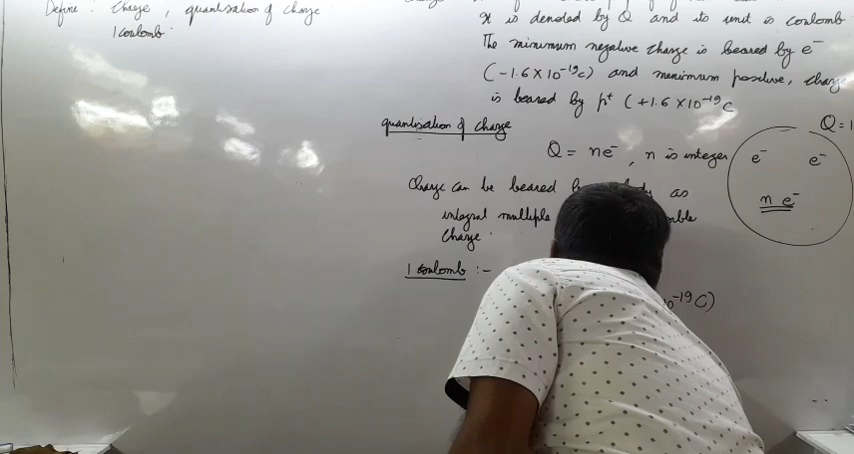 Define : Charge , quantisation of charge
1 coulomb.
It is denoted by Q and its unit is coulomb
The minimum negative charge is beared by e⁻
(-1.6 × 10⁻¹⁹c) and minimum positive, charge
is beared by p⁺ (+1.6 × 10⁻¹⁹C
quantisation of charge
Q = 1
Q = ne⁻ , n is integer
e⁻ e⁻
n e⁻
Charge can be beared as
integral multiple
charge.
1 coulomb :-
⁻¹⁹C)